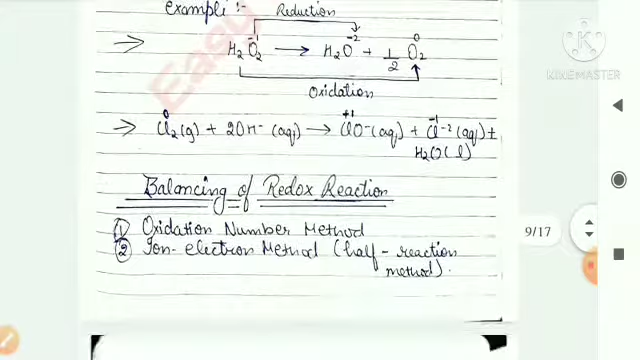 Example :-
Reduction
-1 -2 0
⇒ H₂O₂ → H₂O + 1/2 O₂
Oxidation
0 +1 -1
⇒ Cl₂(g) + 2OH⁻(aq) → ClO⁻(aq) + Cl⁻²(aq) +
H₂O(l)
Balancing of Redox Reaction
① Oxidation Number Method
② Ion-electron Method (half-reaction
method).
Easy
KINEMASTER
9/17